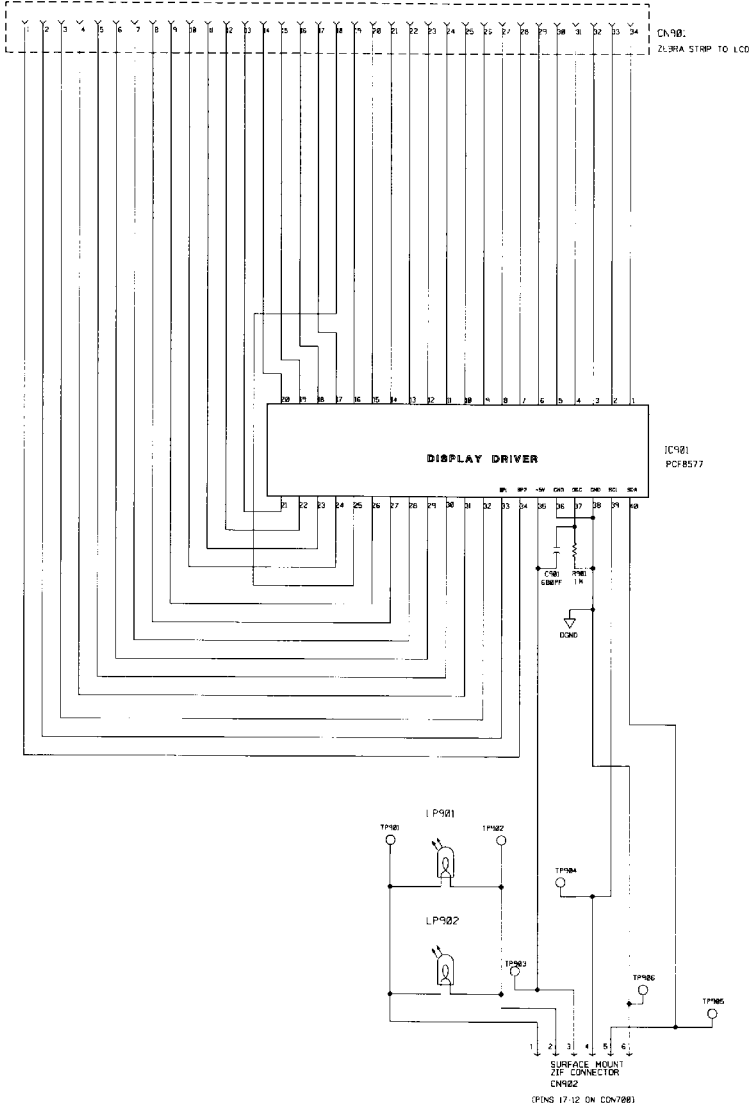 1 2 3 4 5 6 7 8 9 10 11 12 13 14 15 16 17 18 19 20 21 22 23 24 25 26 27 28 29 30 31 32 33 34
CN901
ZEBRA STRIP TO LCD
20 19 18 17 16 15 14 13 12 11 10 9 8 7 6 5 4 3 2 1
DISPLAY DRIVER
IC901
PCF8577
BP1 BP2 +5V GND OSC GND SCL SDA
21 22 23 24 25 26 27 28 29 30 31 32 33 34 35 36 37 38 39 40
C901
680PF
R901
1M
DGND
LP901
TP901
TP902
TP904
LP902
TP903
TP906
TP905
1 2 3 4 5 6
SURFACE MOUNT
ZIF CONNECTOR
CN902
(PINS 17-12 ON CON700)